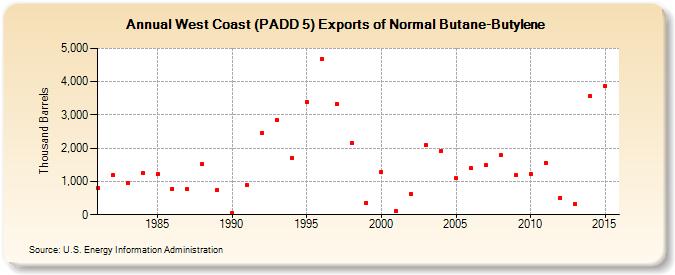 Annual West Coast (PADD 5) Exports of Normal Butane-Butylene
Thousand Barrels
5,000
4,000
3,000
2,000
1,000
0
1985 1990 1995 2000 2005 2010 2015
Source: U.S. Energy Information Administration